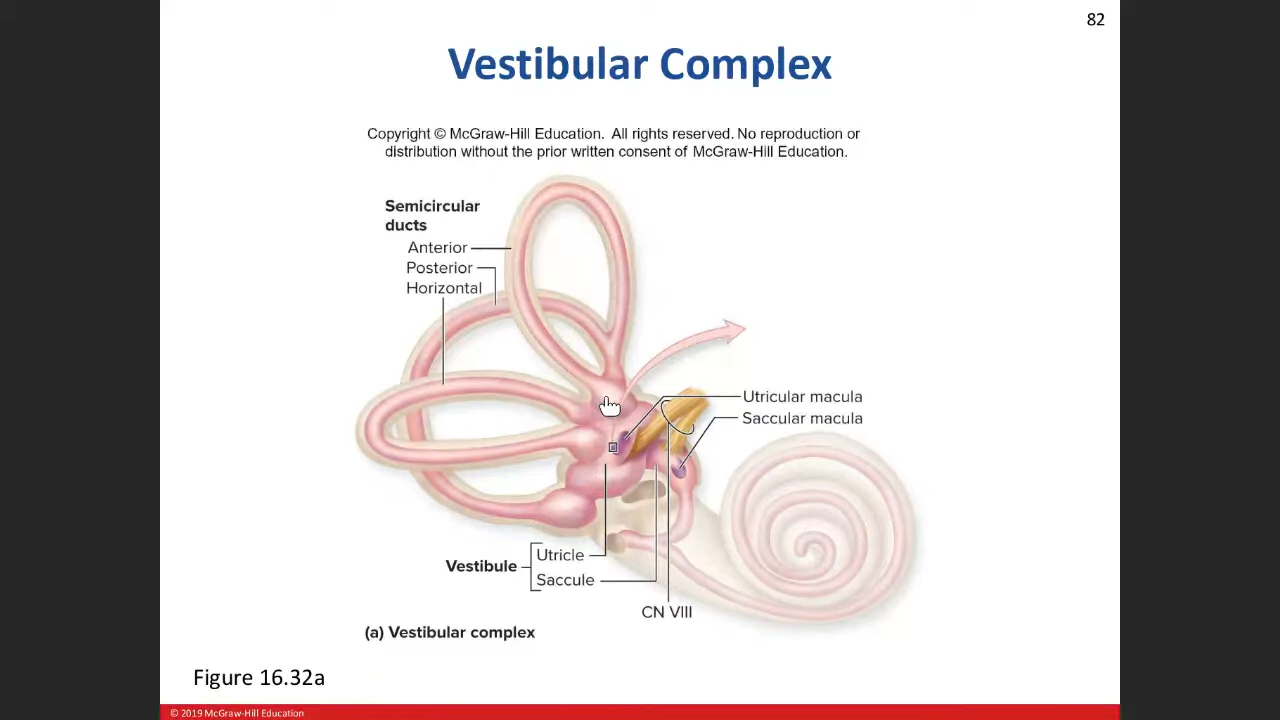 82
Vestibular Complex
Copyright © McGraw-Hill Education. All rights reserved. No reproduction or
distribution without the prior written consent of McGraw-Hill Education.
Semicircular
ducts
Anterior
Posterior
Horizontal
Utricular macula
Saccular macula
Vestibule
Utricle
Saccule
CN VIII
(a) Vestibular complex
Figure 16.32a
© 2019 McGraw-Hill Education